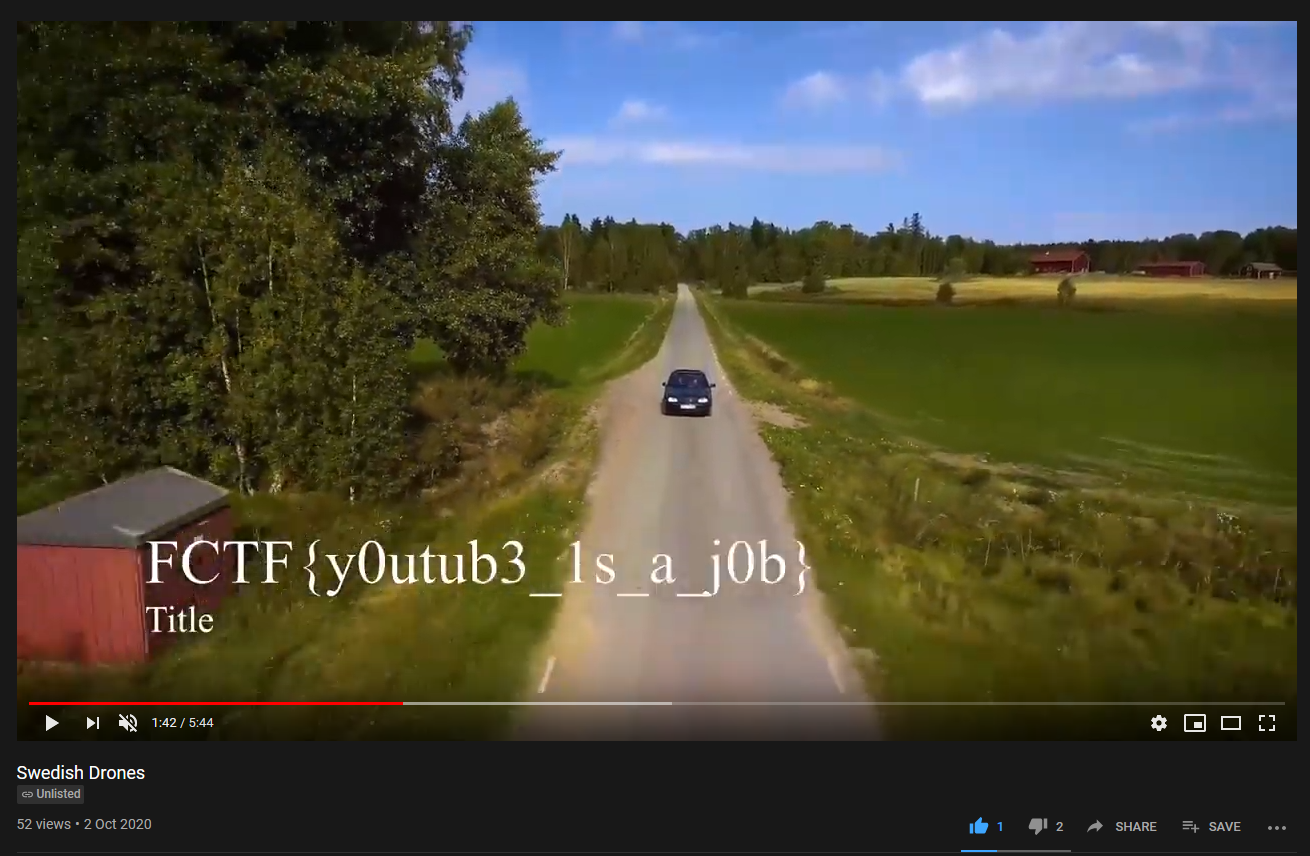 FCTF{y0utub3_1s_a_j0b}
Title
1:42 / 5:44
Swedish Drones
Unlisted
52 views • 2 Oct 2020
1
2
SHARE
SAVE